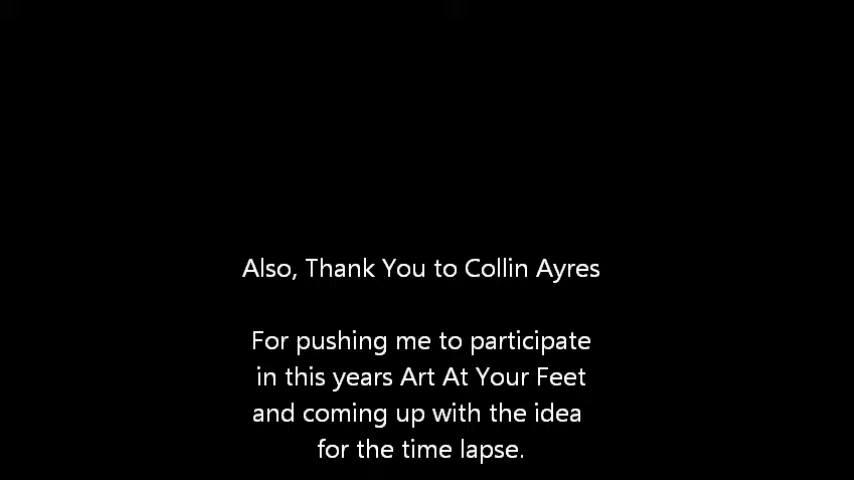 Also, Thank You to Collin Ayres
For pushing me to participate
in this years Art At Your Feet
and coming up with the idea
for the time lapse.